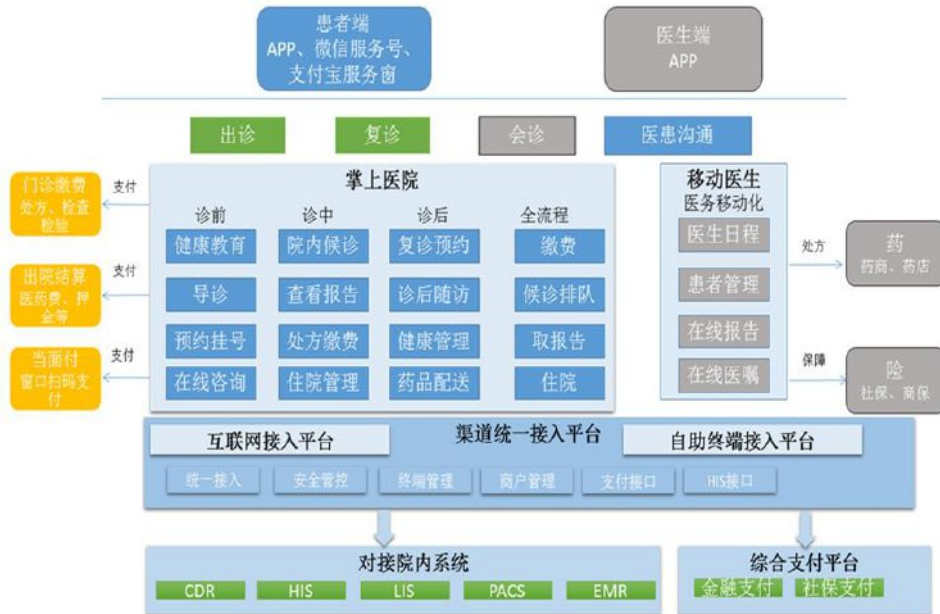 患者端
APP、微信服务号、
支付宝服务窗
医生端
APP
出诊
复诊
会诊
医患沟通
门诊缴费
处方、检查
检验
支付
出院结算
医药费、押
金等
支付
当面付
窗口扫码支
付
支付
掌上医院
诊前
诊中
诊后
全流程
健康教育
院内候诊
复诊预约
缴费
导诊
查看报告
诊后随访
候诊排队
预约挂号
处方缴费
健康管理
取报告
在线咨询
住院管理
药品配送
住院
移动医生
医务移动化
医生日程
患者管理
在线报告
在线医嘱
处方
药
药商、药店
保障
险
社保、商保
渠道统一接入平台
互联网接入平台
自助终端接入平台
统一接入
安全管控
终端管理
商户管理
支付接口
HIS接口
对接院内系统
CDR
HIS
LIS
PACS
EMR
综合支付平台
金融支付
社保支付